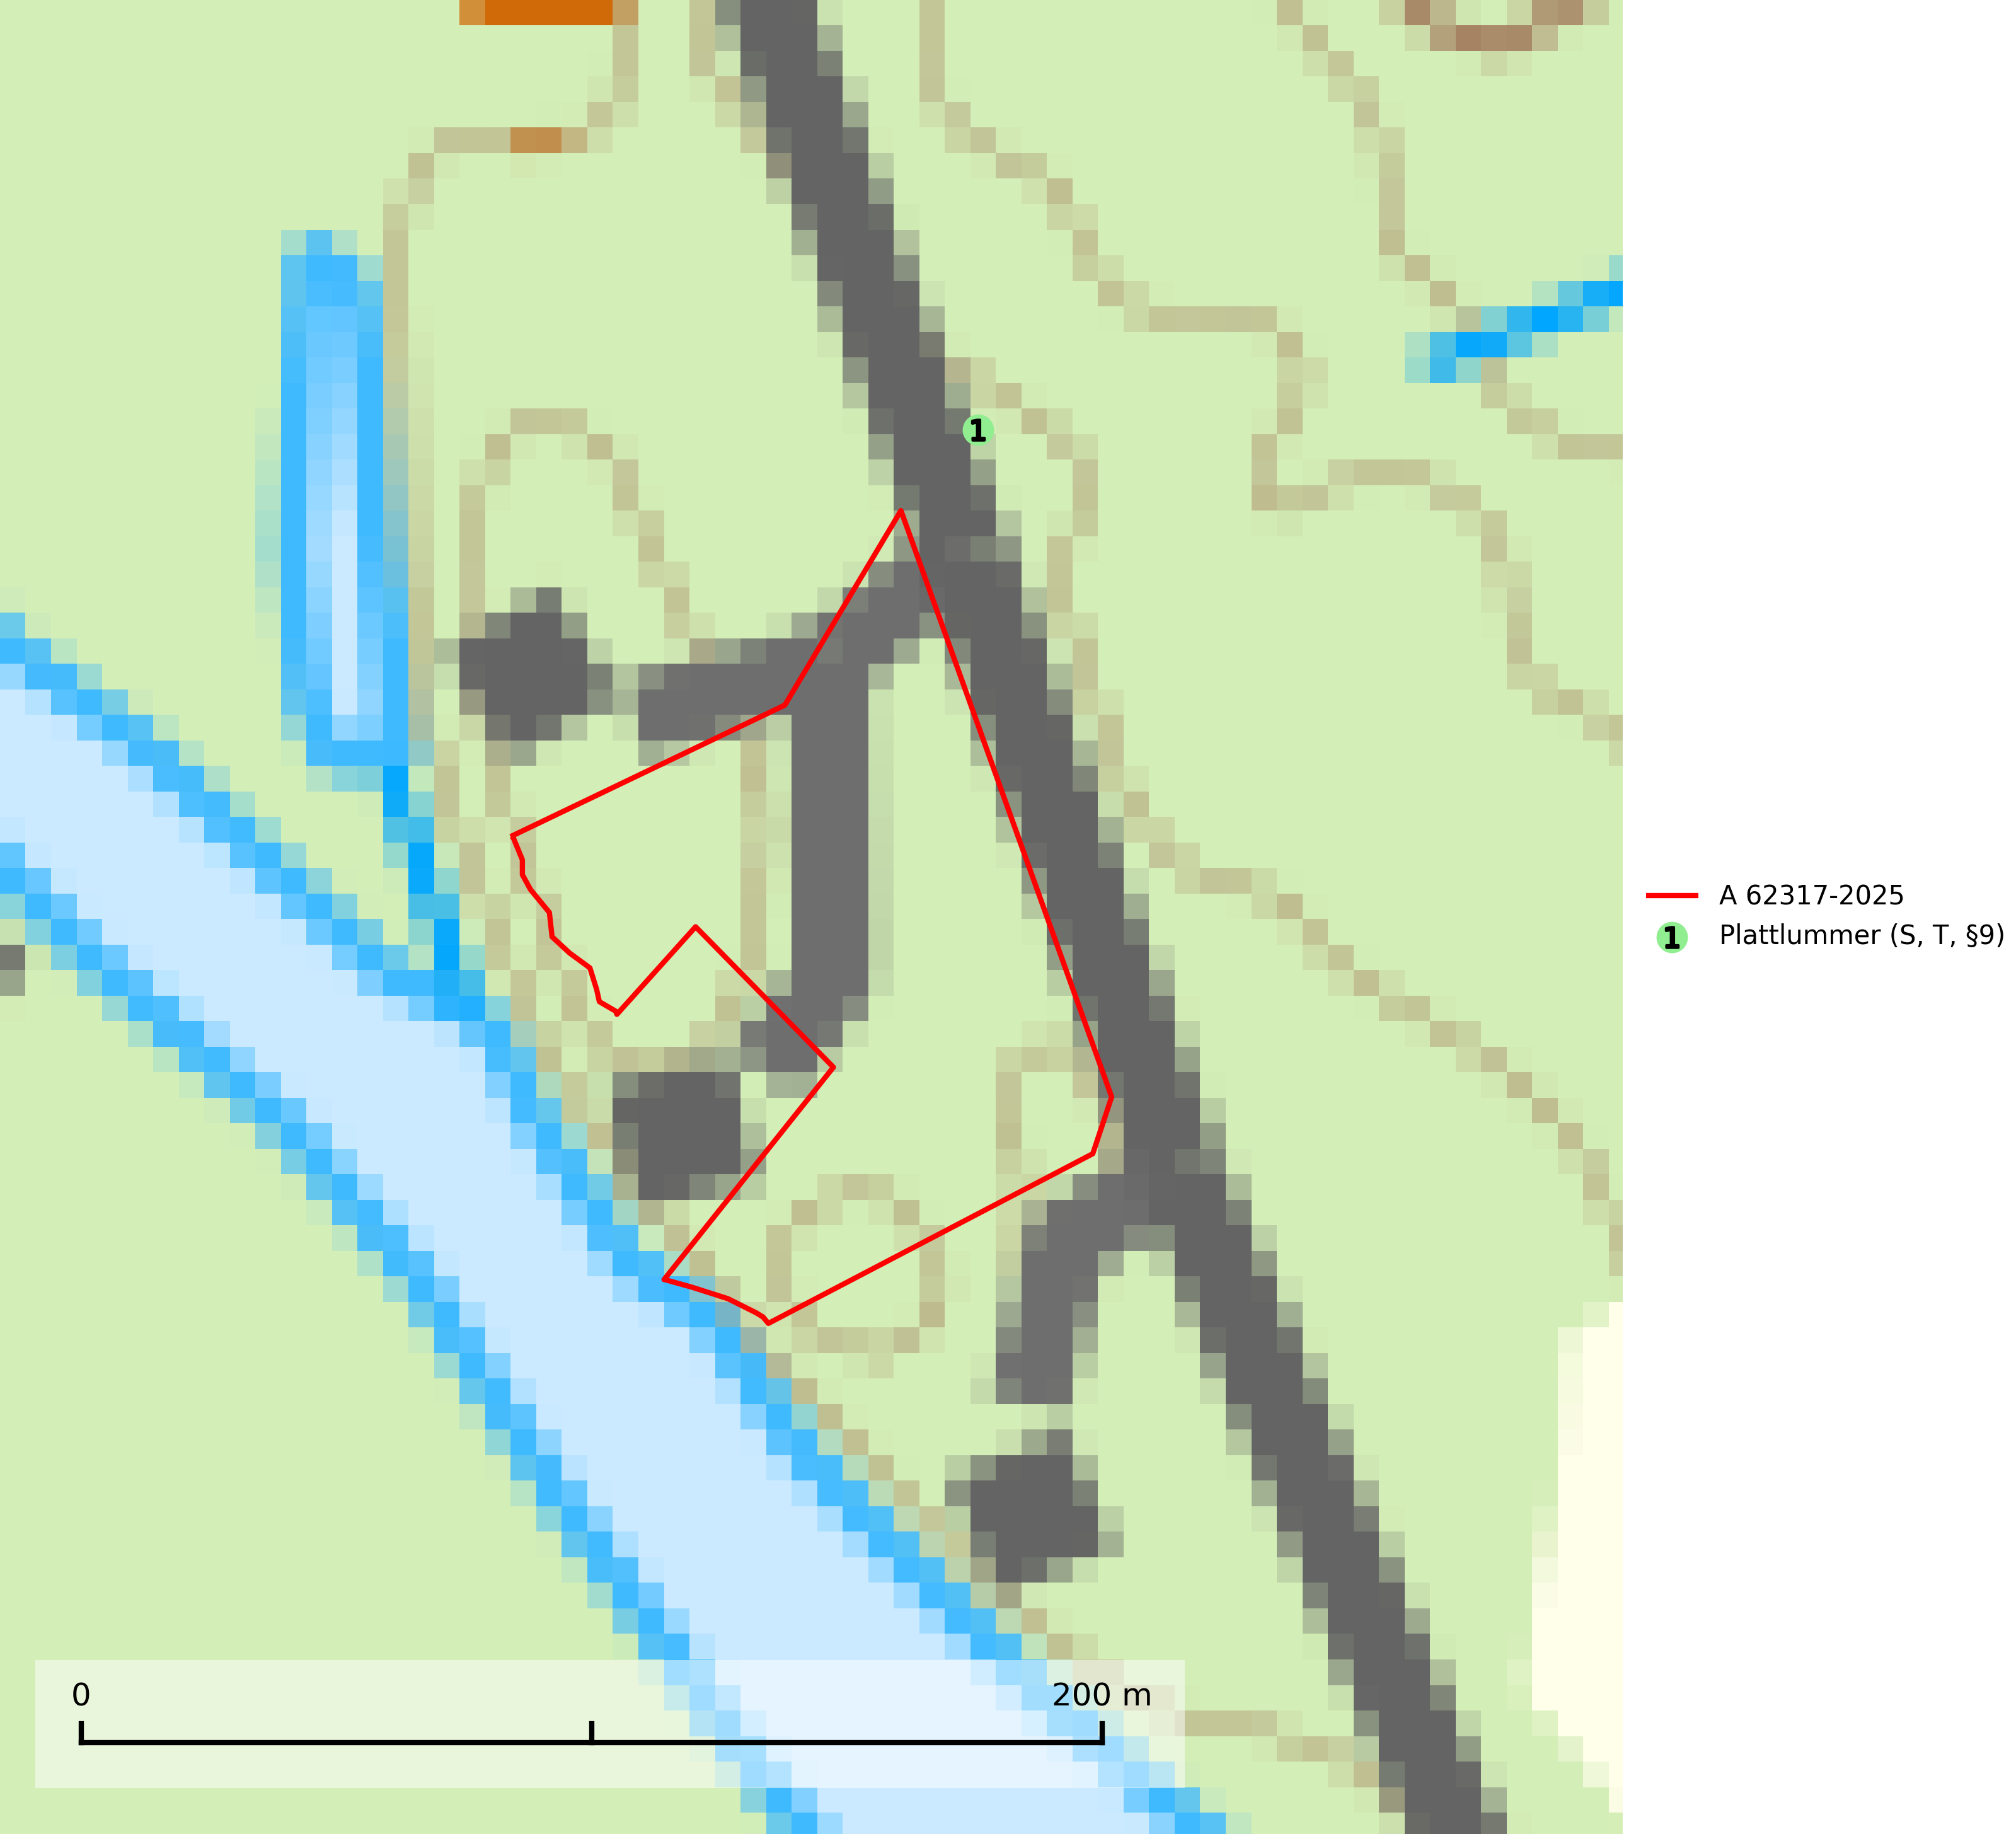 1
A 62317-2025
1 Plattlummer (S, T, §9)
0 200 m